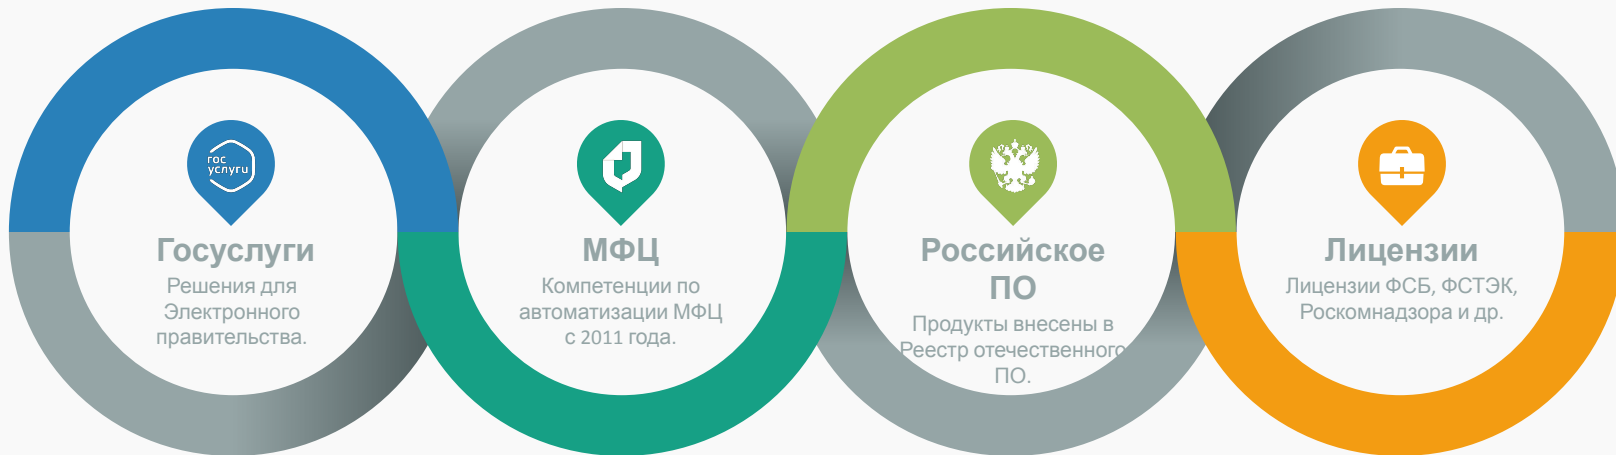 гос
услуги
Госуслуги
Решения для
Электронного
правительства.
МФЦ
Компетенции по
автоматизации МФЦ
с 2011 года.
Российское
ПО
Продукты внесены в
Реестр отечественного
ПО.
Лицензии
Лицензии ФСБ, ФСТЭК,
Роскомнадзора и др.